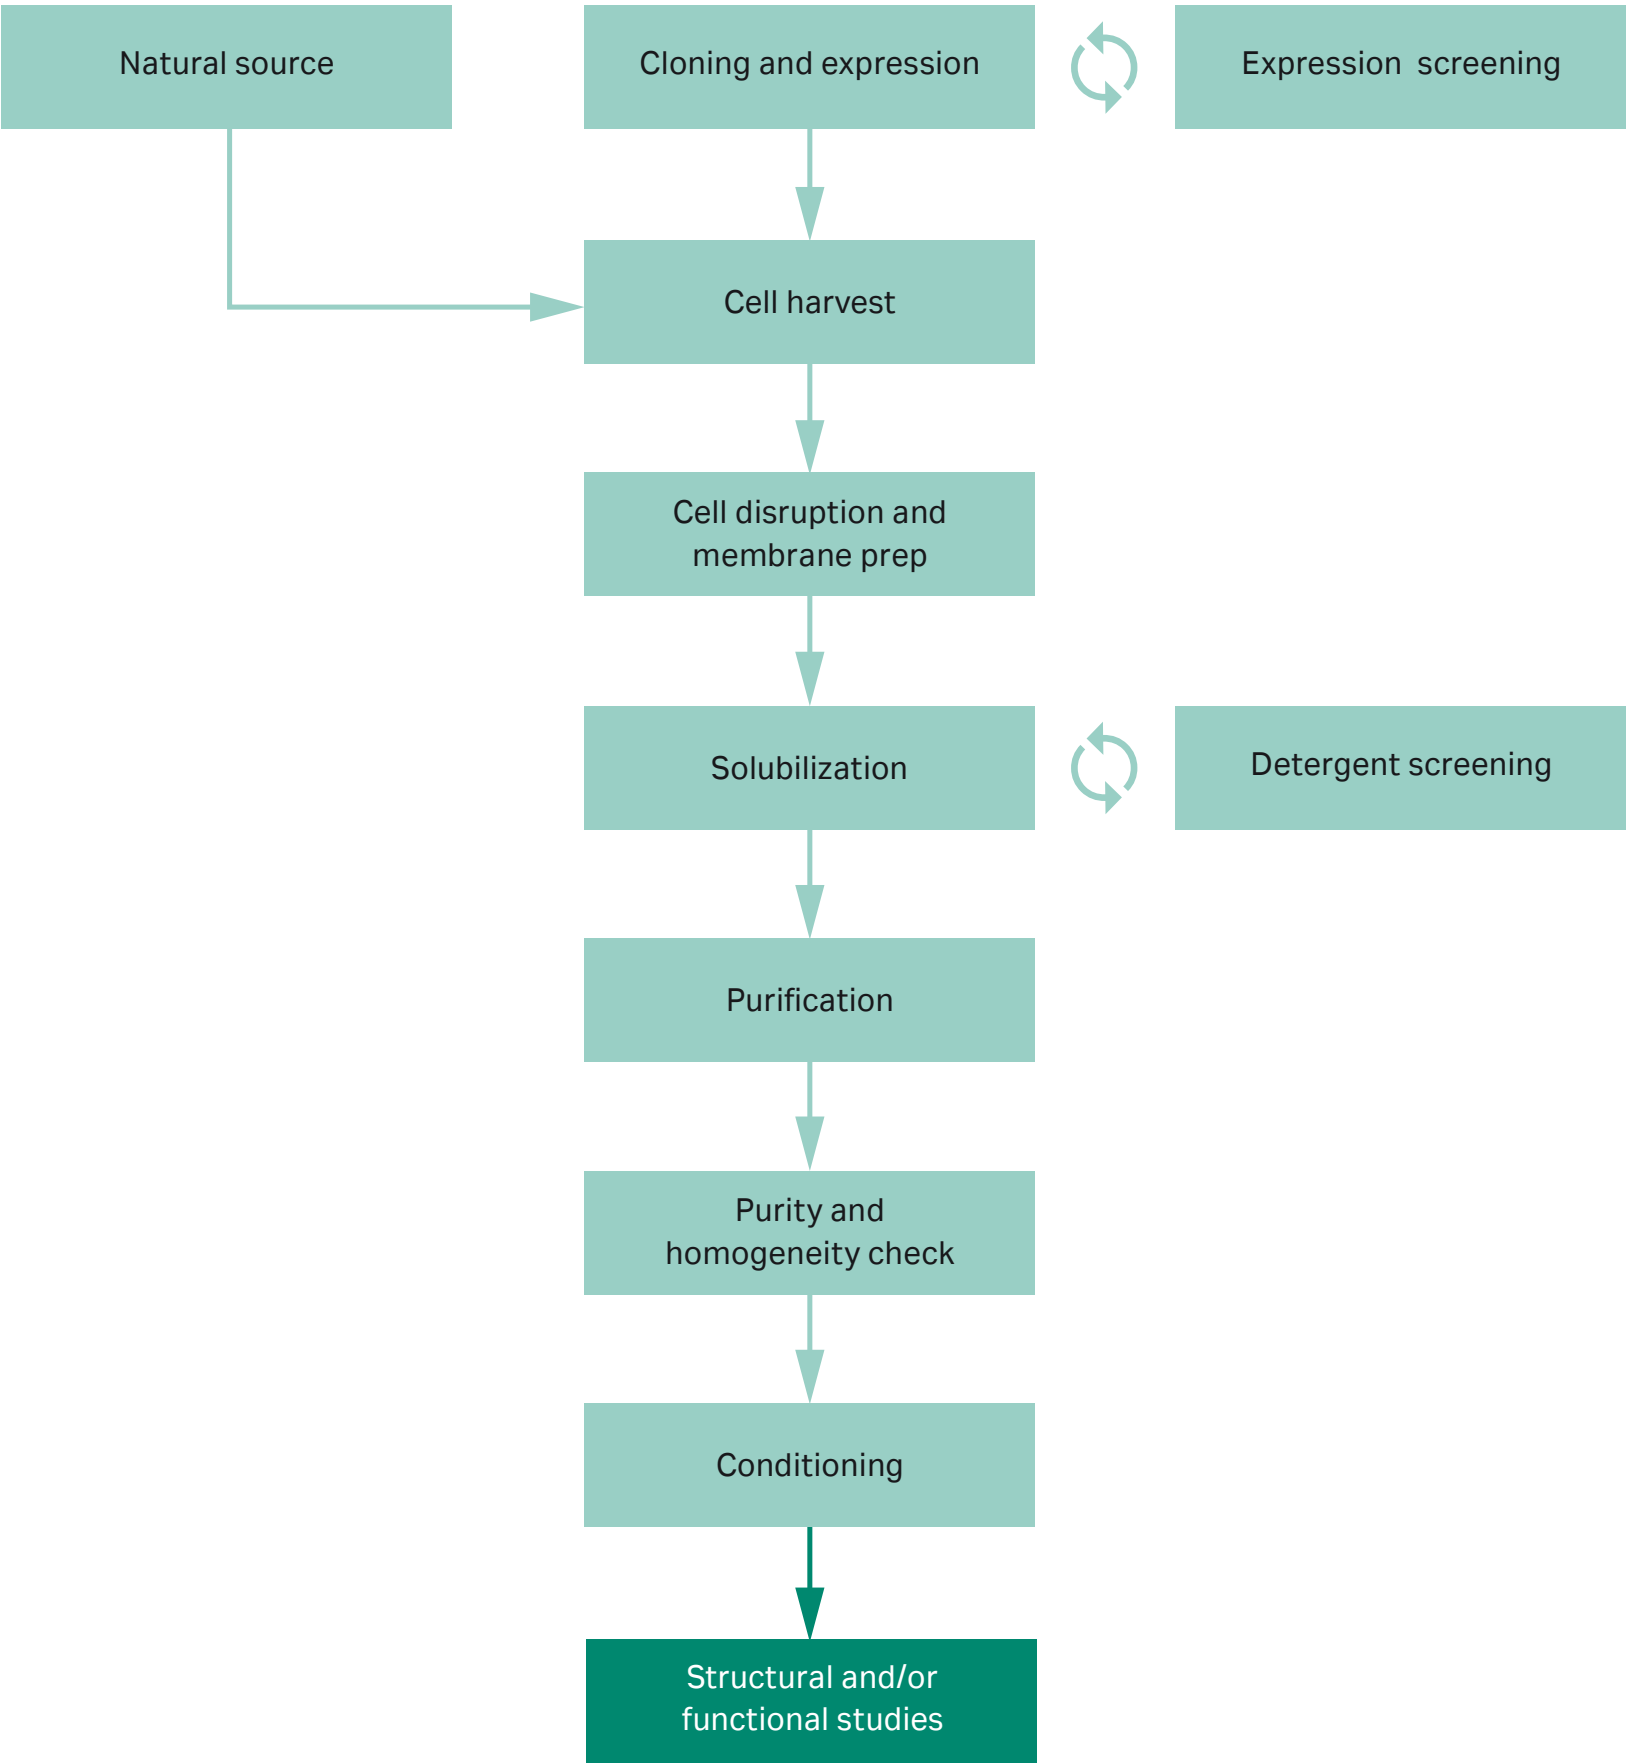 Natural source
Cloning and expression
Expression screening
Cell harvest
Cell disruption and
membrane prep
Solubilization
Detergent screening
Purification
Purity and
homogeneity check
Conditioning
Structural and/or
functional studies